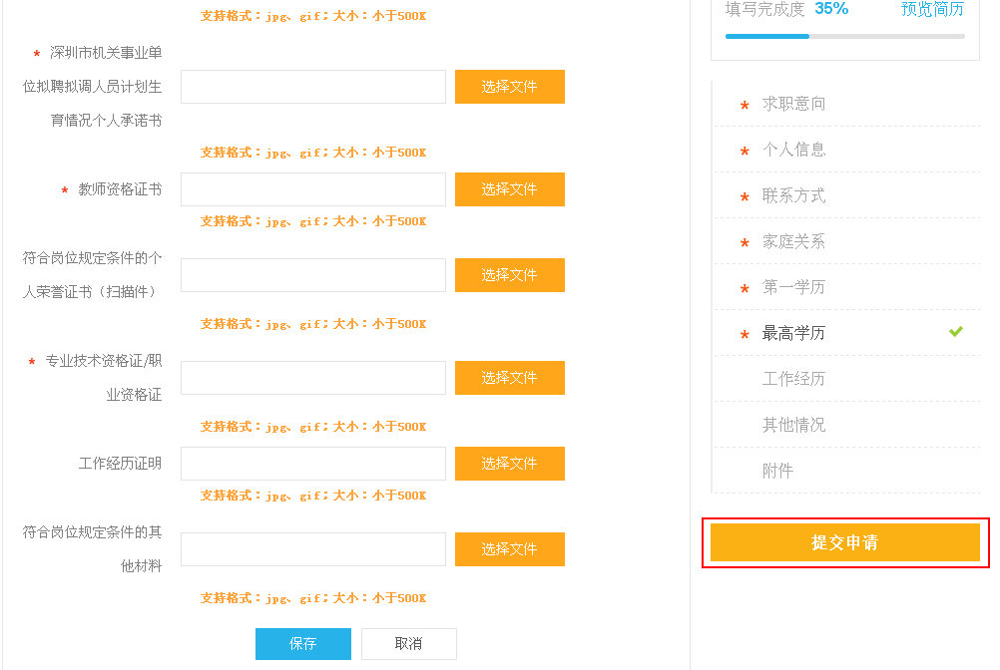 支持格式：jpg、gif；大小：小于500K
* 深圳市机关事业单
位拟聘拟调人员计划生
育情况个人承诺书
选择文件
支持格式：jpg、gif；大小：小于500K
* 教师资格证书
选择文件
支持格式：jpg、gif；大小：小于500K
符合岗位规定条件的个
人荣誉证书（扫描件）
选择文件
支持格式：jpg、gif；大小：小于500K
* 专业技术资格证/职
业资格证
选择文件
支持格式：jpg、gif；大小：小于500K
工作经历证明
选择文件
支持格式：jpg、gif；大小：小于500K
符合岗位规定条件的其
他材料
选择文件
支持格式：jpg、gif；大小：小于500K
保存
取消
填写完成度 35%
预览简历
* 求职意向
* 个人信息
* 联系方式
* 家庭关系
* 第一学历
* 最高学历
工作经历
其他情况
附件
提交申请